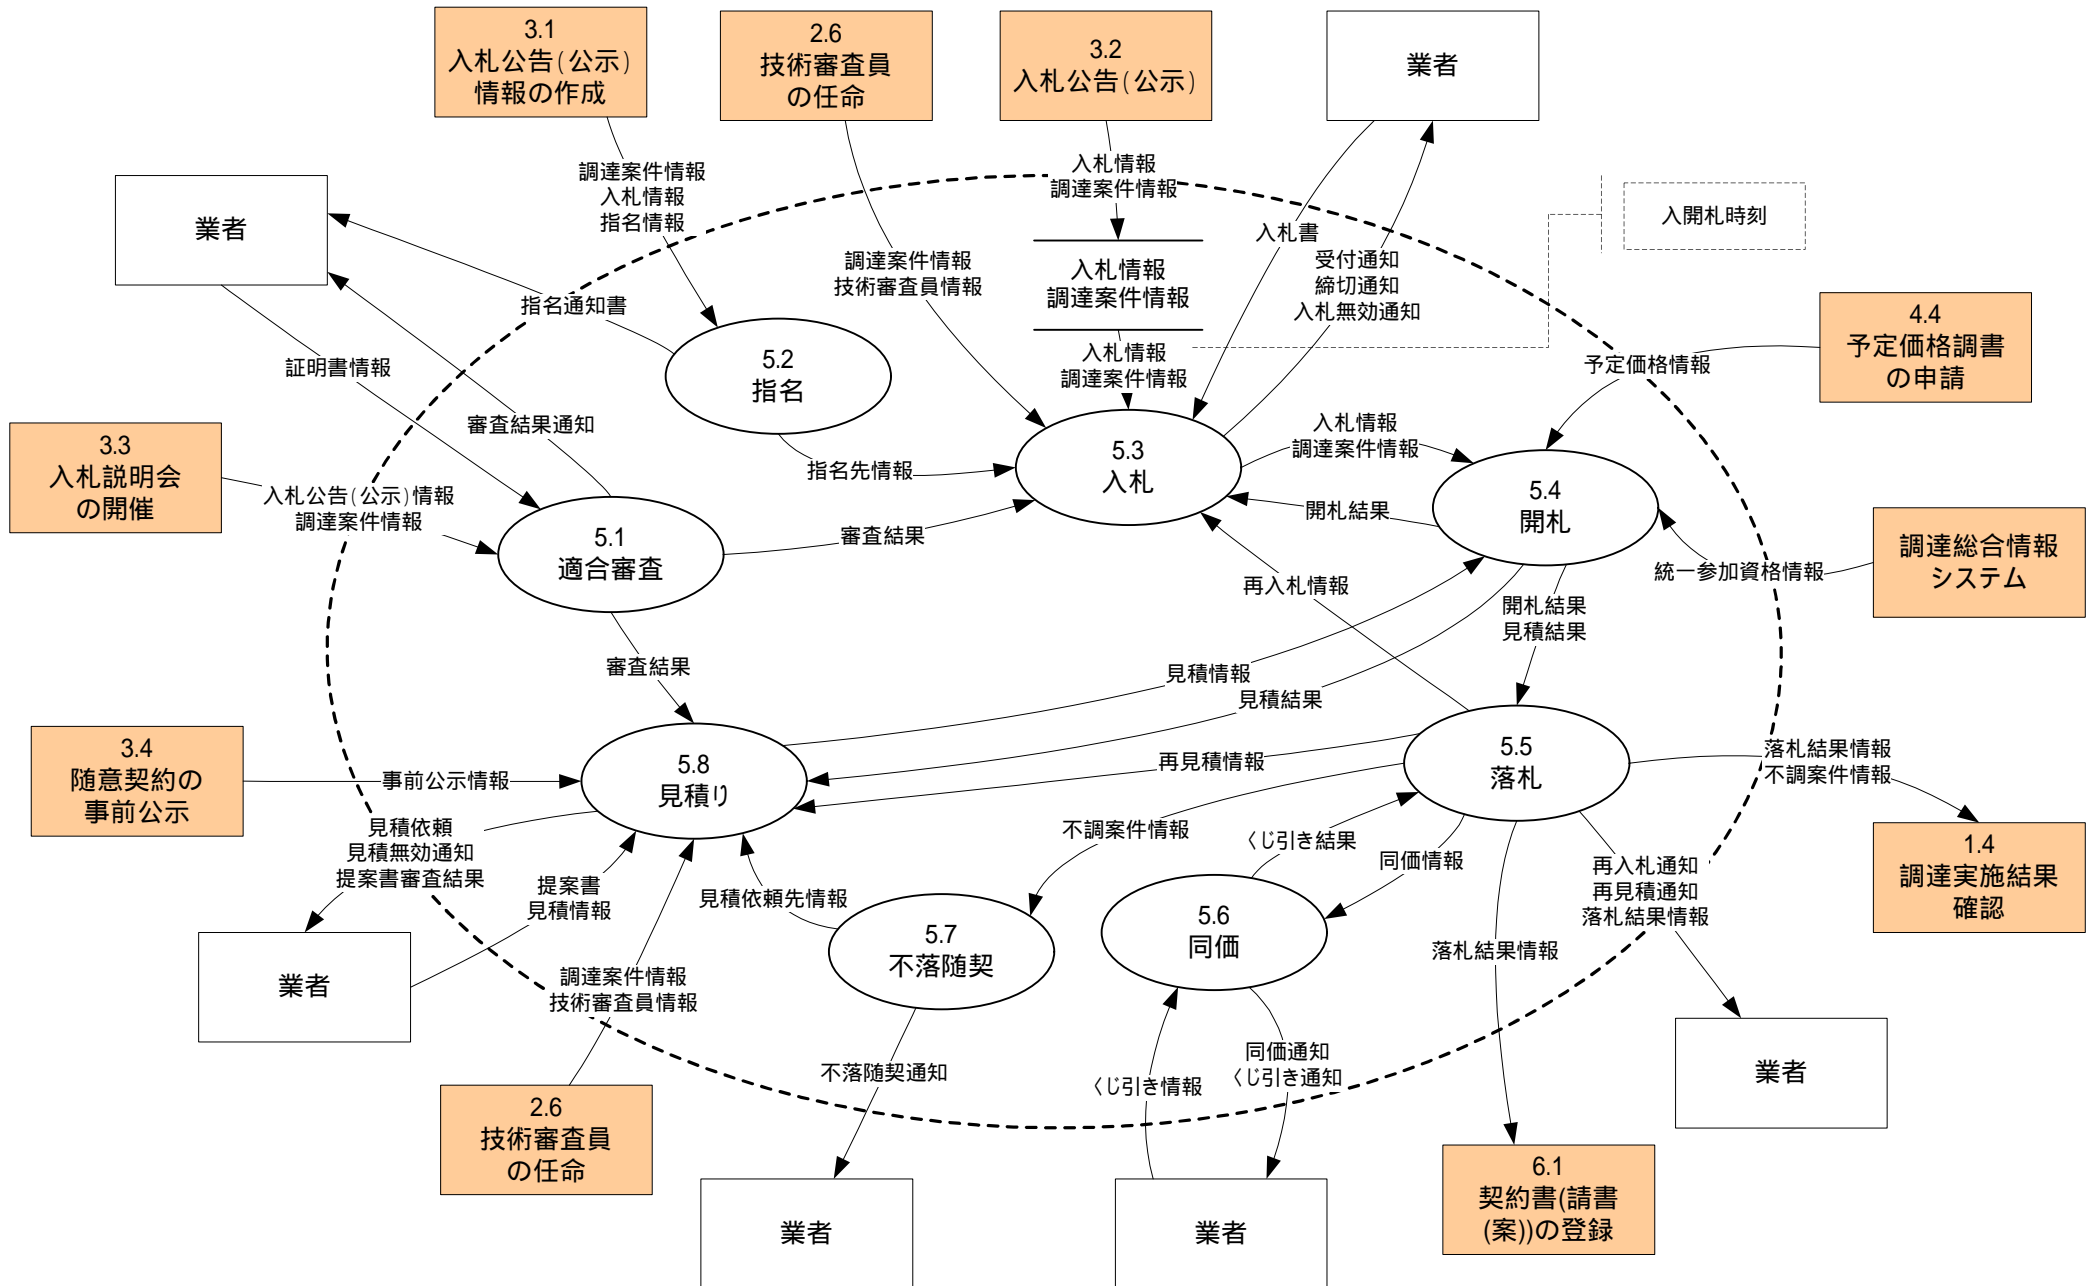 3.1
入札公告(公示)
情報の作成
2.6
技術審査員
の任命
3.2
入札公告(公示)
業者
調達案件情報
入札情報
指名情報
入札情報
調達案件情報
業者
入開札時刻
入札書
調達案件情報
技術審査員情報
入札情報
調達案件情報
受付通知
締切通知
入札無効通知
指名通知書
4.4
予定価格調書
の申請
証明書情報
5.2
指名
入札情報
調達案件情報
予定価格情報
審査結果通知
3.3
入札説明会
の開催
入札公告(公示)情報
調達案件情報
指名先情報
5.3
入札
入札情報
調達案件情報
5.4
開札
開札結果
5.1
適合審査
審査結果
調達総合情報
システム
統一参加資格情報
再入札情報
開札結果
見積結果
審査結果
見積情報
見積結果
3.4
随意契約の
事前公示
事前公示情報
5.8
見積り
再見積情報
5.5
落札
落札結果情報
不調案件情報
見積依頼
見積無効通知
提案書審査結果
不調案件情報
くじ引き結果
同価情報
1.4
調達実施結果
確認
再入札通知
再見積通知
落札結果情報
提案書
見積情報
見積依頼先情報
5.7
不落随契
5.6
同価
落札結果情報
業者
調達案件情報
技術審査員情報
不落随契通知
くじ引き情報
同価通知
くじ引き通知
業者
2.6
技術審査員
の任命
業者
業者
6.1
契約書(請書
(案))の登録